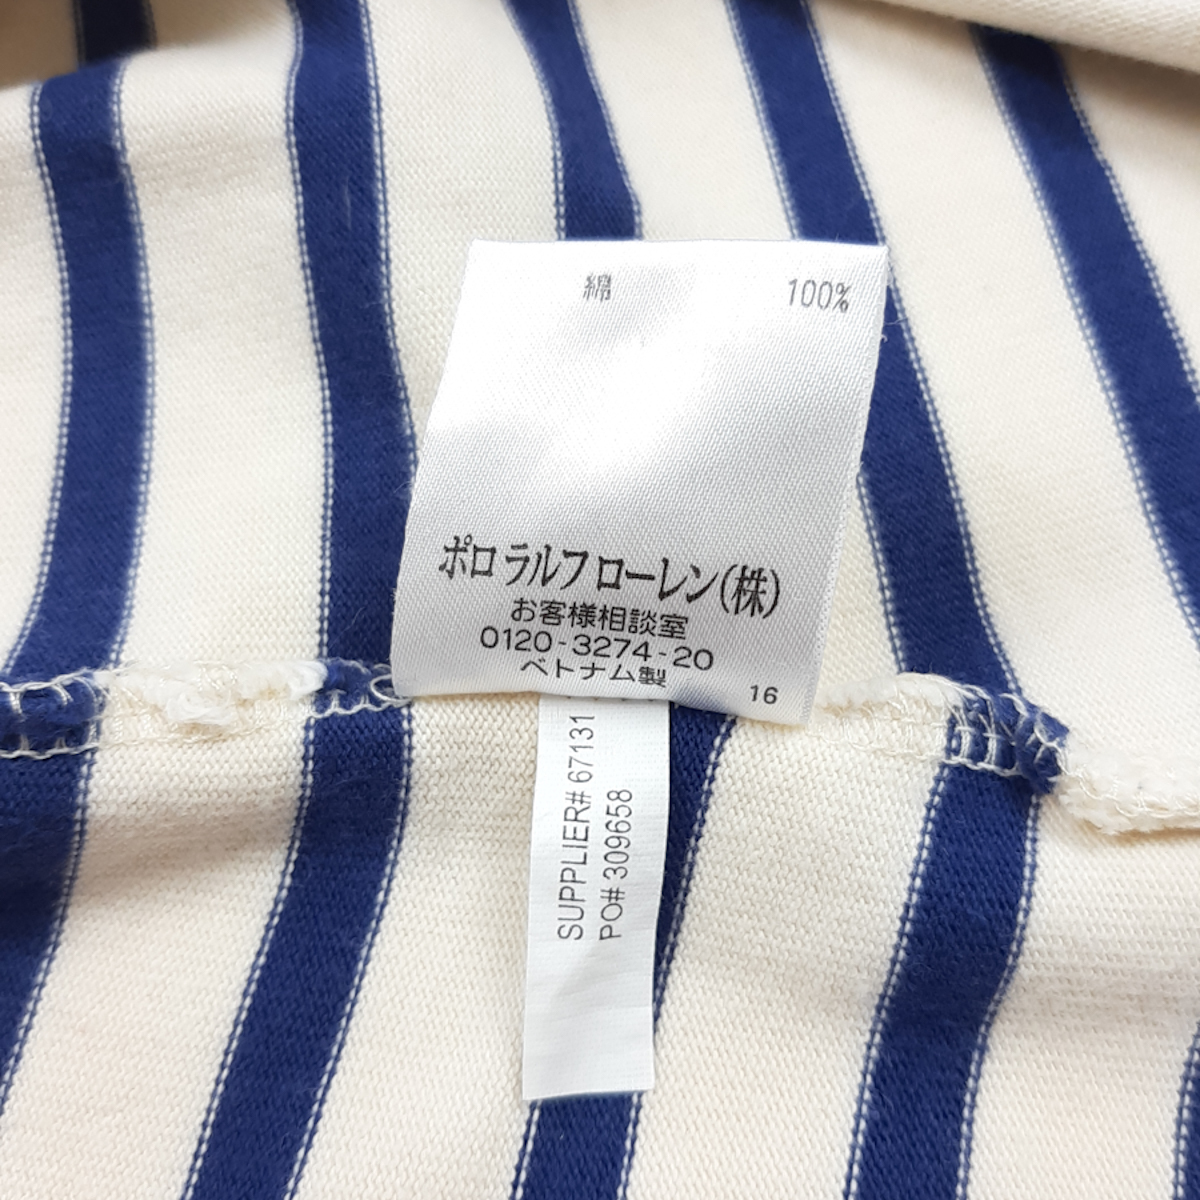 綿 100%
ポロ ラルフ ローレン(株)
お客様相談室
0120-3274-20
ベトナム製
16
SUPPLIER# 67131
PO# 309658